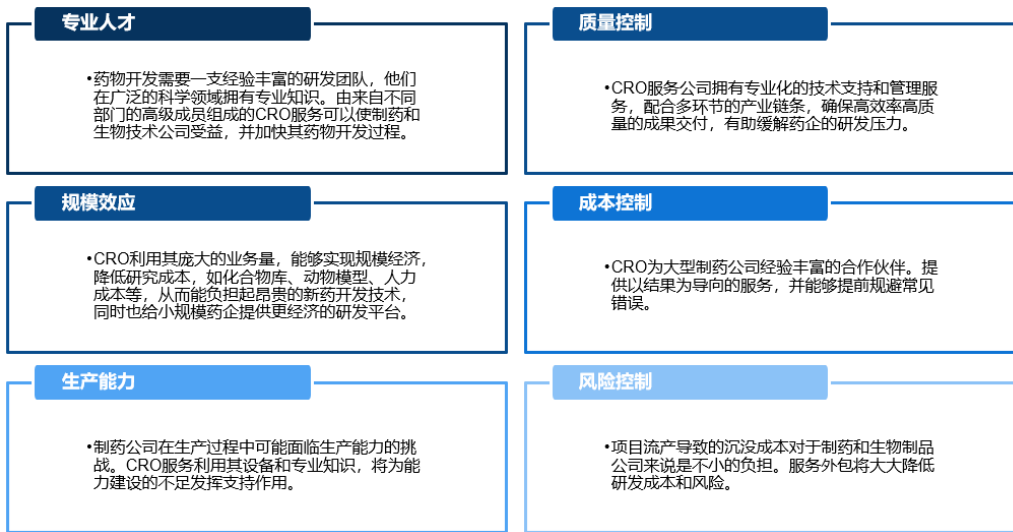 专业人才
•药物开发需要一支经验丰富的研发团队，他们
在广泛的科学领域拥有专业知识。由来自不同
部门的高级成员组成的CRO服务可以使制药和
生物技术公司受益，并加快其药物开发过程。
质量控制
•CRO服务公司拥有专业化的技术支持和管理服
务，配合多环节的产业链条，确保高效率高质
量的成果交付，有助缓解药企的研发压力。
规模效应
•CRO利用其庞大的业务量，能够实现规模经济，
降低研究成本，如化合物库、动物模型、人力
成本等，从而能负担起昂贵的新药开发技术，
同时也给小规模药企提供更经济的研发平台。
成本控制
•CRO为大型制药公司经验丰富的合作伙伴。提
供以结果为导向的服务，并能够提前规避常见
错误。
生产能力
•制药公司在生产过程中可能面临生产能力的挑
战。CRO服务利用其设备和专业知识，将为能
力建设的不足发挥支持作用。
风险控制
•项目流产导致的沉没成本对于制药和生物制品
公司来说是不小的负担。服务外包将大大降低
研发成本和风险。